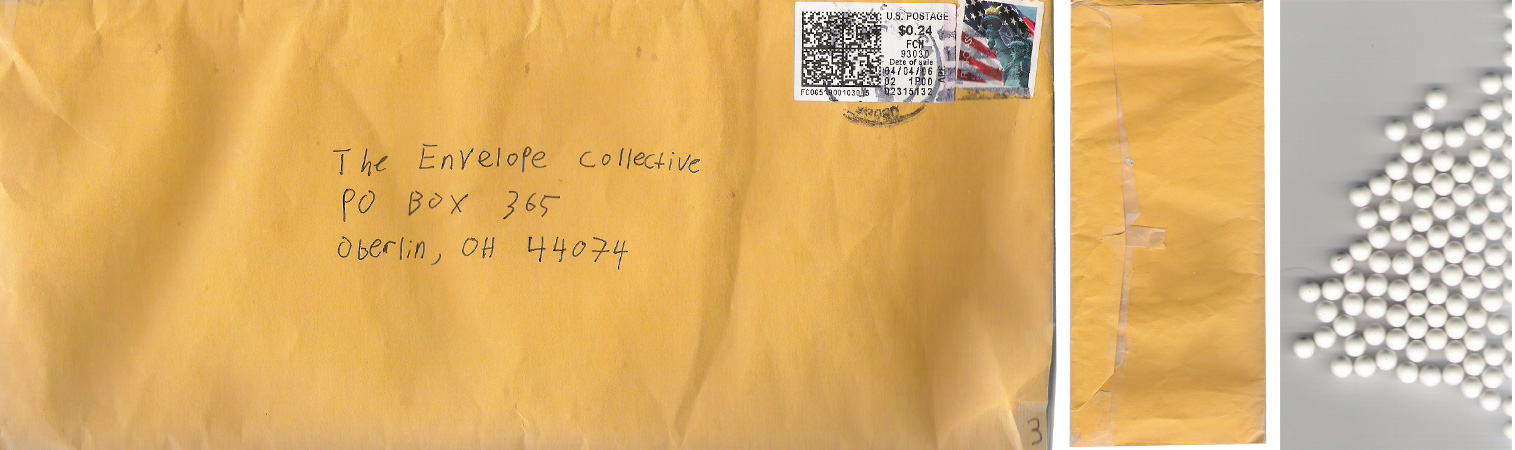 U.S. POSTAGE
$0.24
FCM
93030
Date of sale
04/04/06
02 1P00
02315132
The Envelope Collective
PO BOX 365
Oberlin, OH 44074
3